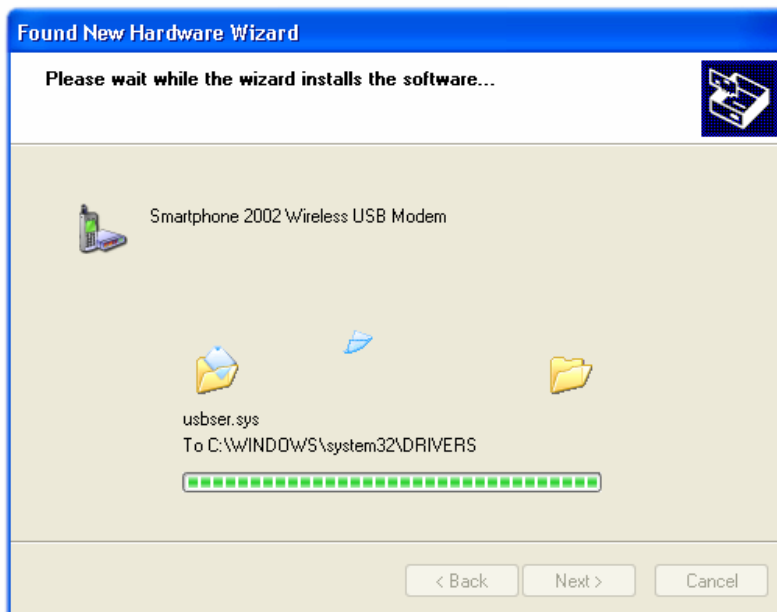 Found New Hardware Wizard
Please wait while the wizard installs the software...
Smartphone 2002 Wireless USB Modem
usbser.sys
To C:\WINDOWS\system32\DRIVERS
< Back Next > Cancel